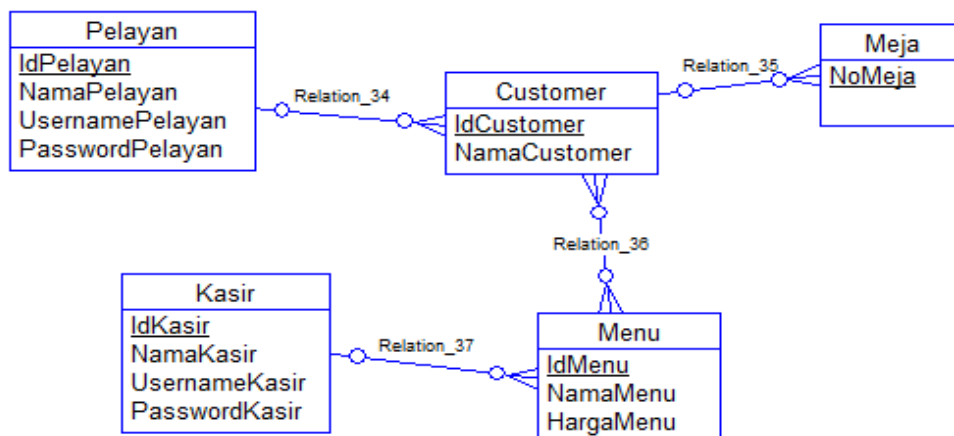 Pelayan
IdPelayan
NamaPelayan
UsernamePelayan
PasswordPelayan
Relation_34
Customer
IdCustomer
NamaCustomer
Relation_35
Meja
NoMeja
Relation_36
Kasir
IdKasir
NamaKasir
UsernameKasir
PasswordKasir
Relation_37
Menu
IdMenu
NamaMenu
HargaMenu